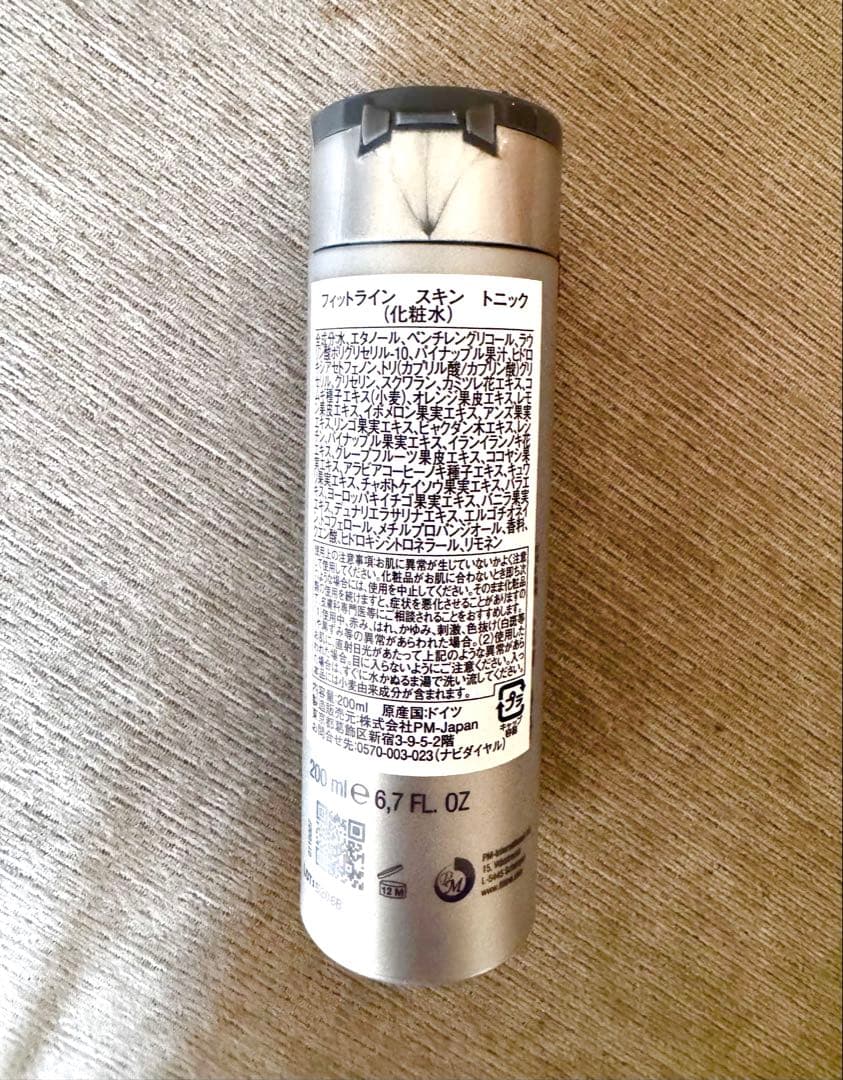 フィットライン スキン トニック
(化粧水)
全成分:水、エタノール、ペンチレングリコール、ラウ
リン酸ポリグリセリル-10、パイナップル果汁、ヒドロ
キシアセトフェノン、トリ(カプリル酸/カプリン酸)グリ
セリル、グリセリン、スクワラン、カミツレ花エキス、コ
ムギ種子エキス(小麦)、オレンジ果皮エキス、レモ
ン果皮エキス、イポメロン果実エキス、アンズ果実
エキス、リンゴ果実エキス、ビャクダン木エキス、レシ
チン、パイナップル果実エキス、イランイランノキ花
エキス、グレープフルーツ果皮エキス、ココヤシ果
実エキス、アラビアコーヒーノキ種子エキス、キュウ
リ果実エキス、チャボトケイソウ果実エキス、バラエ
キス、ヨーロッパキイチゴ果実エキス、バニラ果実
エキス、デュナリエラサリナエキス、エルゴチオネイ
ン、トコフェロール、メチルプロパンジオール、香料、
クエン酸、ヒドロキシシトロネラール、リモネン
使用上の注意事項:お肌に異常が生じていないかよく注意
して使用してください。化粧品がお肌に合わないとき即ち次
のような場合には、使用を中止してください。そのまま化粧品
類の使用を続けますと、症状を悪化させることがありますの
で、皮膚科専門医等にご相談されることをおすすめします。
(1)使用中、赤み、はれ、かゆみ、刺激、色抜け(白斑等)
や黒ずみ等の異常があらわれた場合。(2)使用した
お肌に直射日光があたって上記のような異常があら
われた場合。目に入らないようにご注意ください。入っ
た場合は、すぐに水かぬるま湯で洗い流してください。
本品には小麦由来成分が含まれます。
内容量:200ml 原産国:ドイツ
製造販売元:株式会社PM-Japan
東京都葛飾区新宿3-9-5-2階
お問合せ先:0570-003-023(ナビダイヤル)
キャップ
容器
200 ml e 6,7 FL. OZ
12 M
PM
PM-International
15,
L-5445
www.